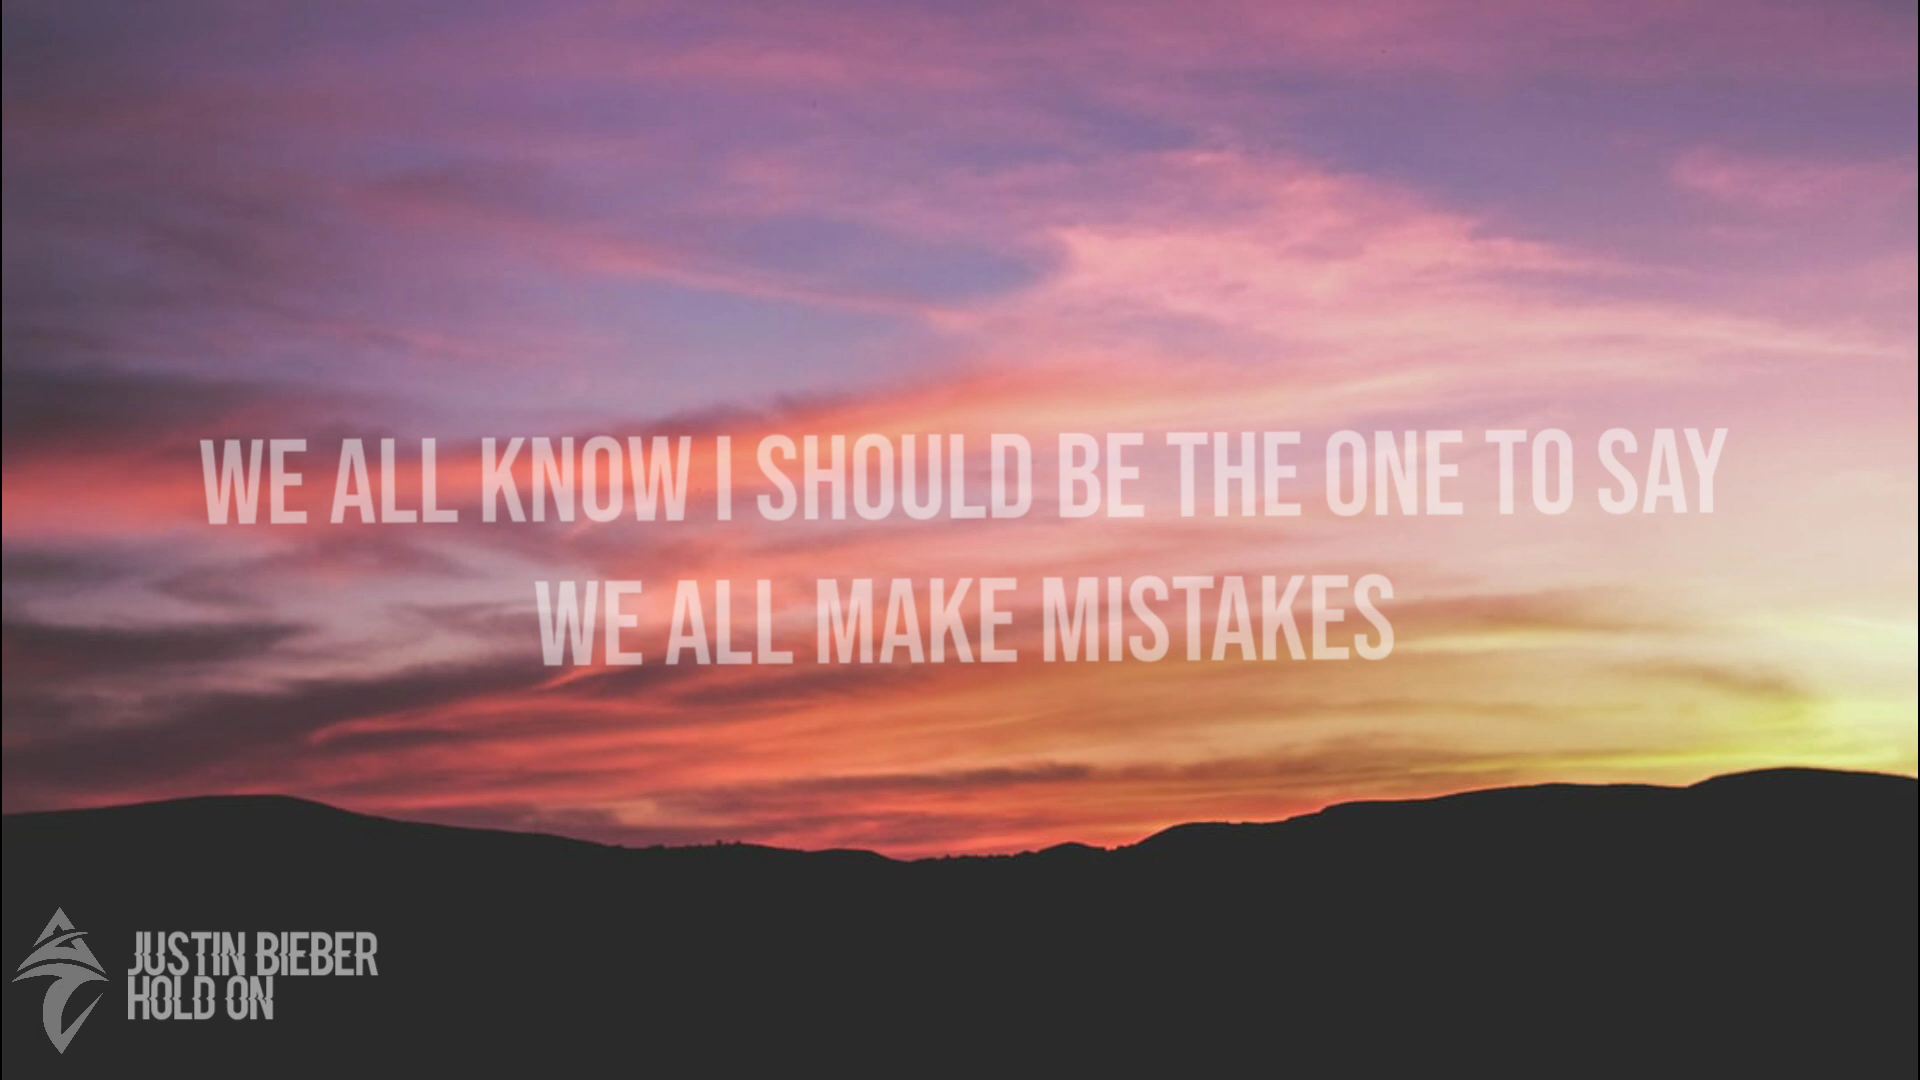 WE ALL KNOW I SHOULD BE THE ONE TO SAY
WE ALL MAKE MISTAKES
JUSTIN BIEBER
HOLD ON